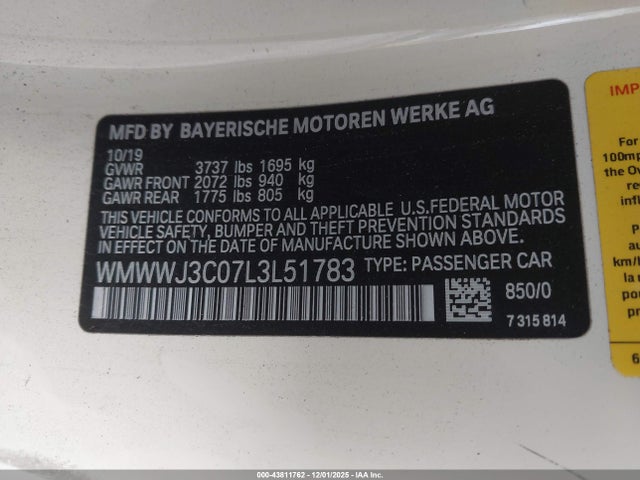 MFD BY BAYERISCHE MOTOREN WERKE AG
10/19
GVWR 3737 lbs 1695 kg
GAWR FRONT 2072 lbs 940 kg
GAWR REAR 1775 lbs 805 kg
THIS VEHICLE CONFORMS TO ALL APPLICABLE U.S.FEDERAL MOTOR
VEHICLE SAFETY, BUMPER AND THEFT PREVENTION STANDARDS
IN EFFECT ON THE DATE OF MANUFACTURE SHOWN ABOVE.
WMWWJ3C07L3L51783 TYPE: PASSENGER CAR
850/0
7 315 814
IMP
For
100mp
the Ov
req
infl
P
au
km/h
la
po
pr
6
000-43811762 - 12/01/2025 - IAA Inc.